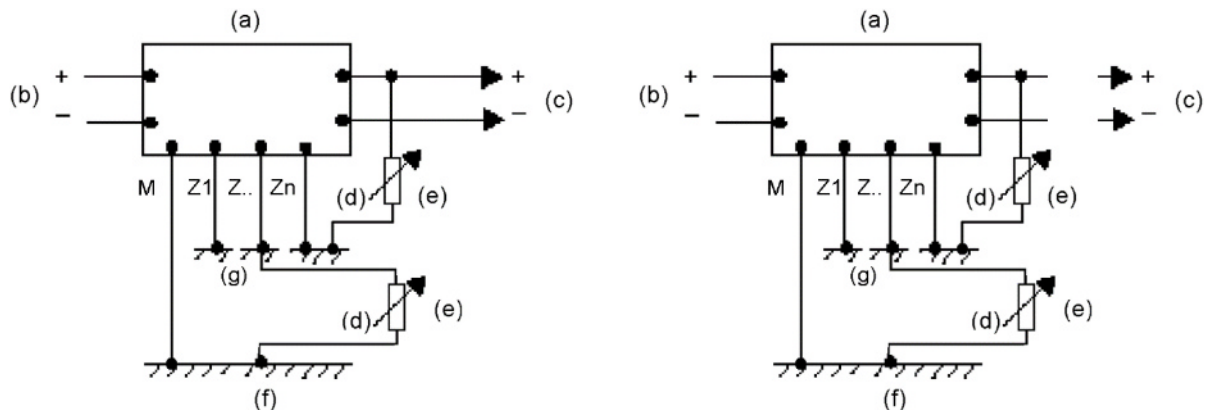 (a)
+ +
(b) (c)
− −
M Z1 Z.. Zn
(d) (e)
(g)
(d) (e)
(f)
(a)
+ +
(b) (c)
− −
M Z1 Z.. Zn
(d) (e)
(g)
(d) (e)
(f)